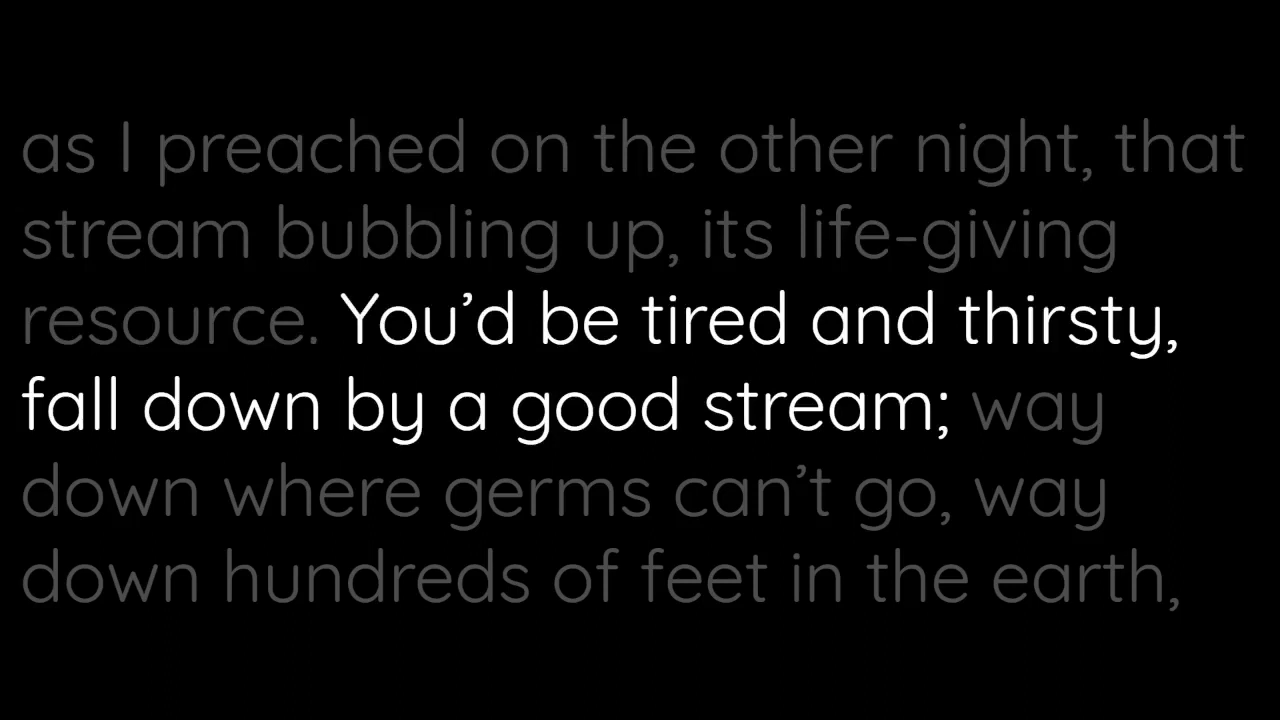 as I preached on the other night, that
stream bubbling up, its life-giving
resource. You’d be tired and thirsty,
fall down by a good stream; way
down where germs can’t go, way
down hundreds of feet in the earth,